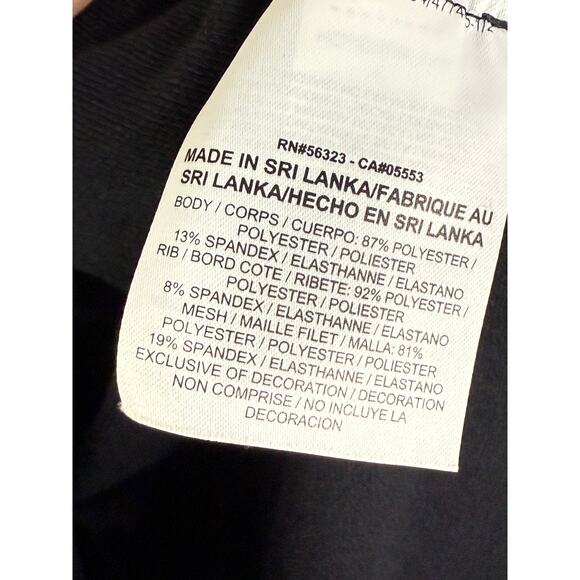 RN#56323 - CA#05553
MADE IN SRI LANKA/FABRIQUE AU
SRI LANKA/HECHO EN SRI LANKA
BODY / CORPS / CUERPO: 87% POLYESTER /
POLYESTER / POLIESTER
13% SPANDEX / ELASTHANNE / ELASTANO
RIB / BORD COTE / RIBETE: 92% POLYESTER /
POLYESTER / POLIESTER
8% SPANDEX / ELASTHANNE / ELASTANO
MESH / MAILLE FILET / MALLA: 81%
POLYESTER / POLYESTER / POLIESTER
19% SPANDEX / ELASTHANNE / ELASTANO
EXCLUSIVE OF DECORATION / DECORATION
NON COMPRISE / NO INCLUYE LA
DECORACION